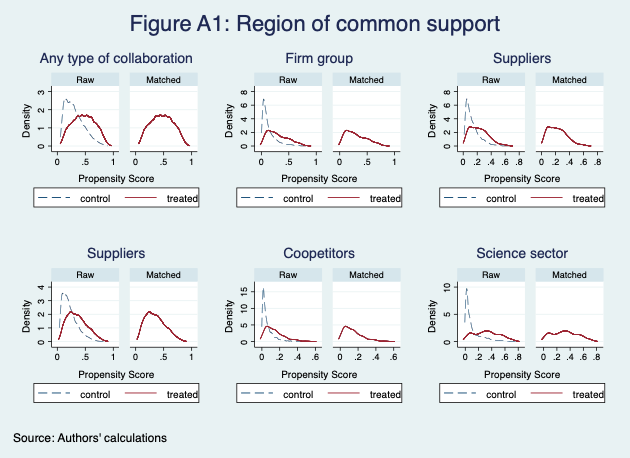 Figure A1: Region of common support
Any type of collaboration
Raw
Matched
Density
0
1
2
3
0
.5
1
0
.5
1
Propensity Score
control
treated
Firm group
Raw
Matched
Density
0
2
4
6
8
0
.5
1
0
.5
1
Propensity Score
control
treated
Suppliers
Raw
Matched
Density
0
2
4
6
8
0
.2
.4
.6
.8
0
.2
.4
.6
.8
Propensity Score
control
treated
Suppliers
Raw
Matched
Density
0
1
2
3
4
0
.5
1
0
.5
1
Propensity Score
control
treated
Coopetitors
Raw
Matched
Density
0
5
10
15
0
.2
.4
.6
0
.2
.4
.6
Propensity Score
control
treated
Science sector
Raw
Matched
Density
0
5
10
0
.2
.4
.6
.8
0
.2
.4
.6
.8
Propensity Score
control
treated
Source: Authors' calculations